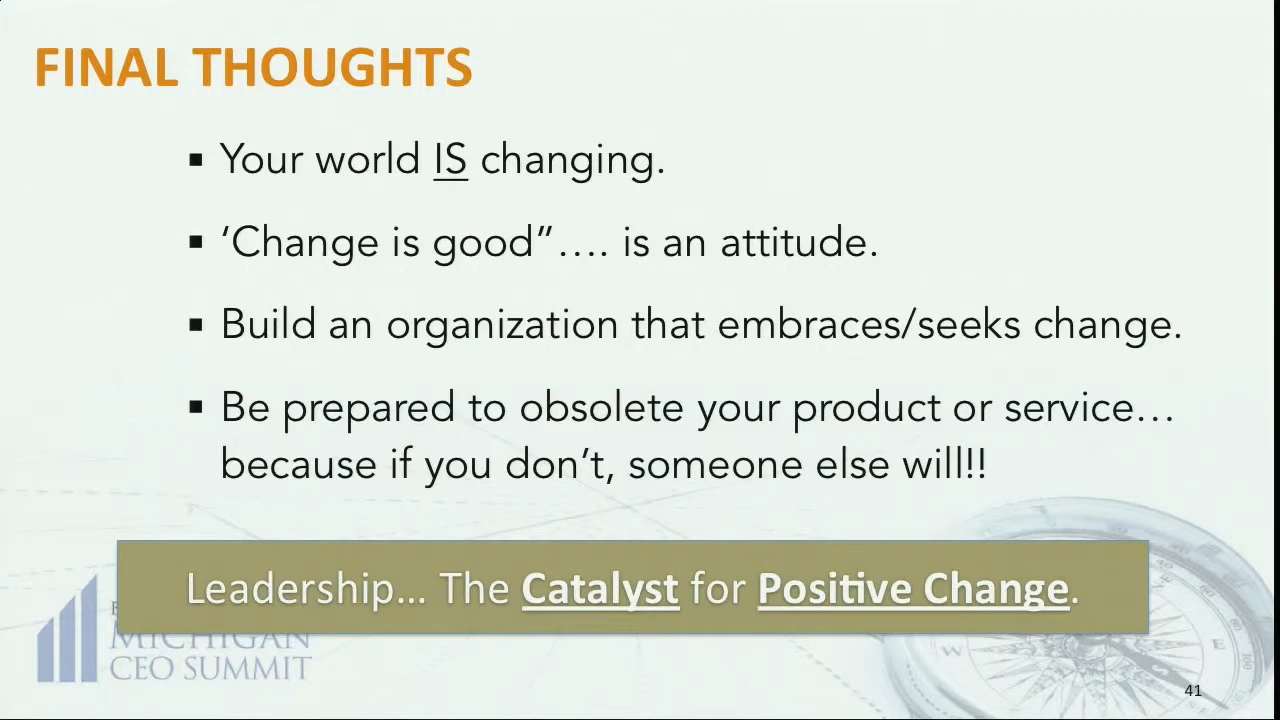 FINAL THOUGHTS
▪ Your world IS changing.
▪ ‘Change is good”…. is an attitude.
▪ Build an organization that embraces/seeks change.
▪ Be prepared to obsolete your product or service…
because if you don’t, someone else will!!
Leadership… The Catalyst for Positive Change.
MICHIGAN
CEO SUMMIT
W
E
41